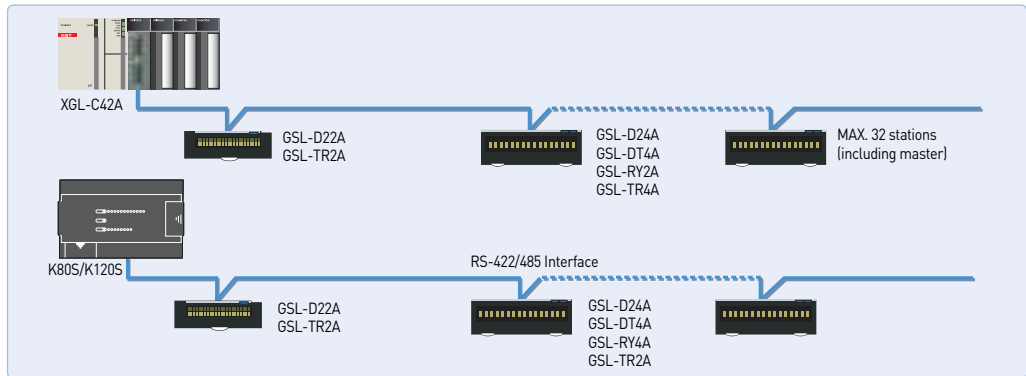 XGL-C42A
GSL-D22A
GSL-TR2A
GSL-D24A
GSL-DT4A
GSL-RY2A
GSL-TR4A
MAX. 32 stations
(including master)
K80S/K120S
RS-422/485 Interface
GSL-D22A
GSL-TR2A
GSL-D24A
GSL-DT4A
GSL-RY4A
GSL-TR2A